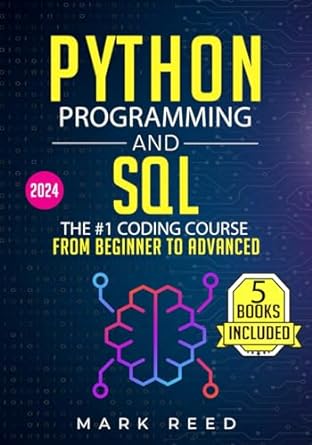 PYTHON
PROGRAMMING
AND
SQL
2024
THE #1 CODING COURSE
FROM BEGINNER TO ADVANCED
5
BOOKS
INCLUDED
MARK REED